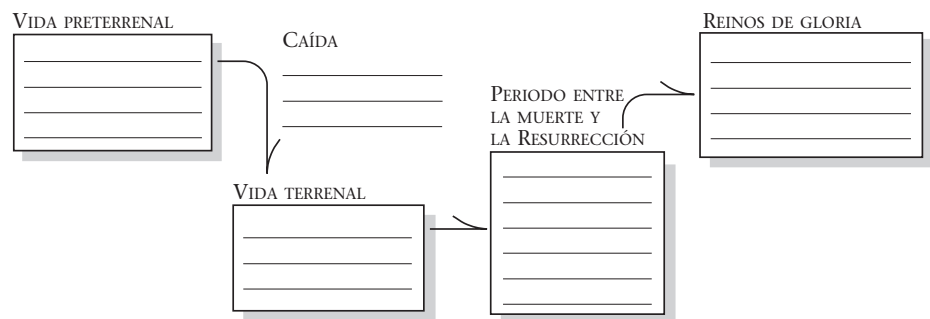 Vida preterrenal
Caída
Vida terrenal
Periodo entre
la muerte y
la Resurrección
Reinos de gloria